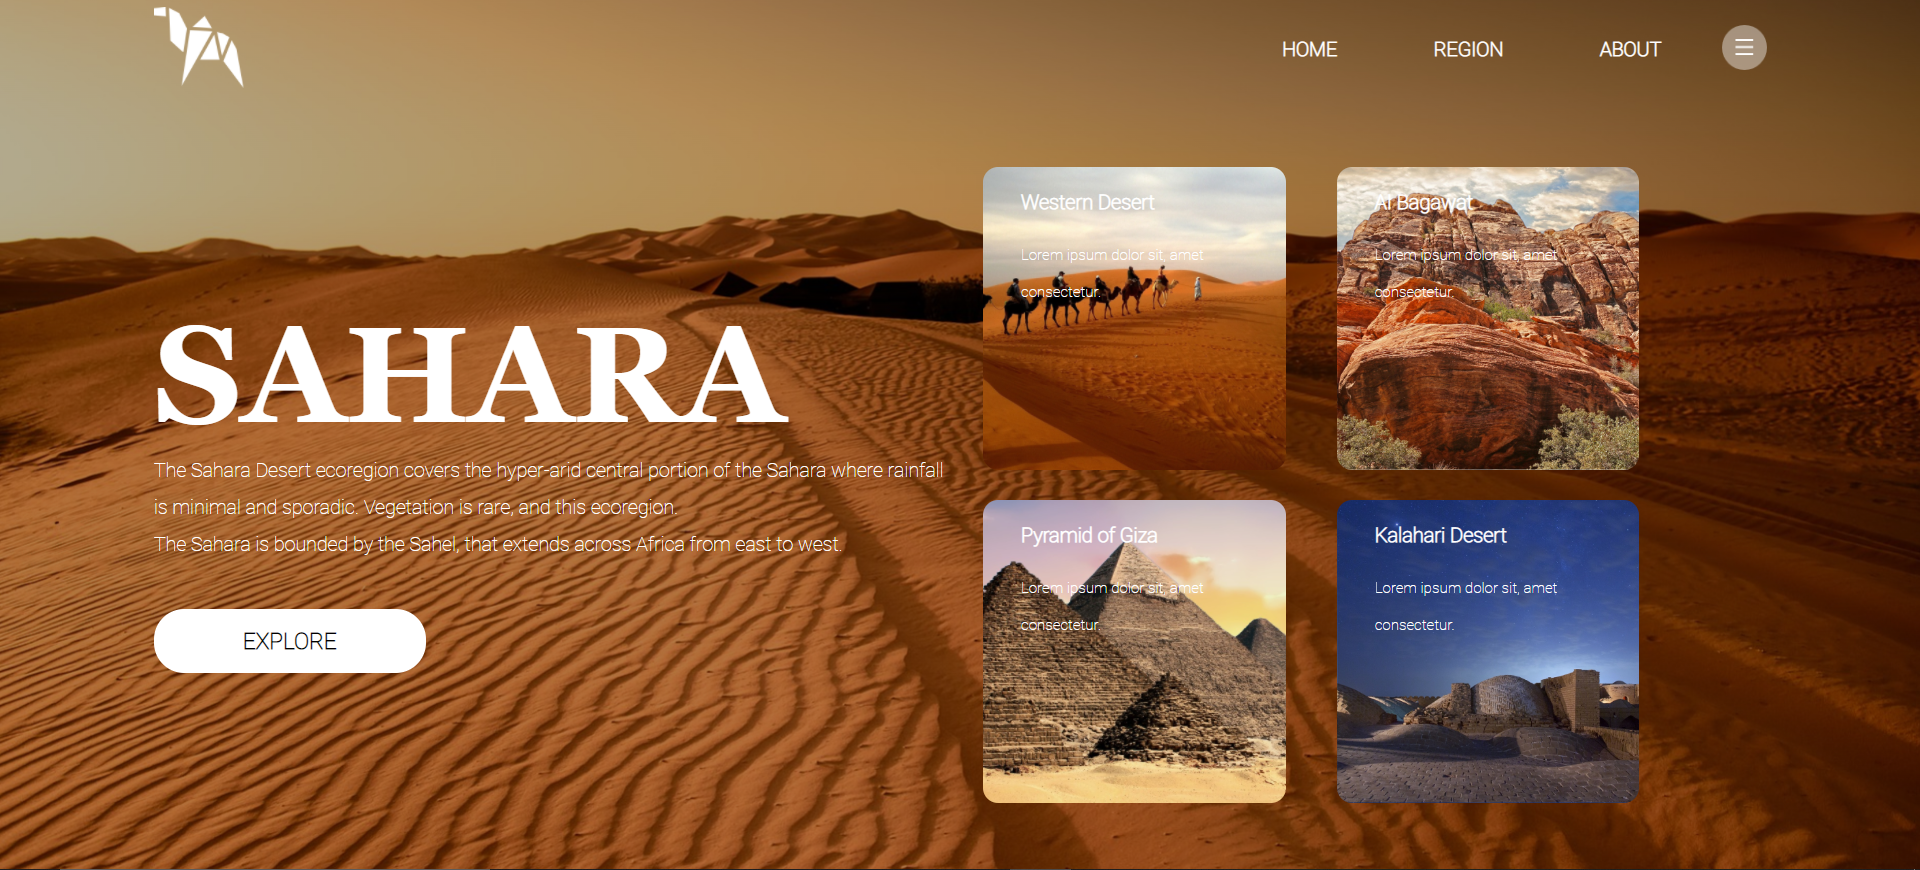 HOME
REGION
ABOUT
SAHARA
The Sahara Desert ecoregion covers the hyper-arid central portion of the Sahara where rainfall
is minimal and sporadic. Vegetation is rare, and this ecoregion.
The Sahara is bounded by the Sahel, that extends across Africa from east to west.
EXPLORE
Western Desert
Lorem ipsum dolor sit, amet
consectetur.
Al Bagawat
Lorem ipsum dolor sit, amet
consectetur.
Pyramid of Giza
Lorem ipsum dolor sit, amet
consectetur.
Kalahari Desert
Lorem ipsum dolor sit, amet
consectetur.